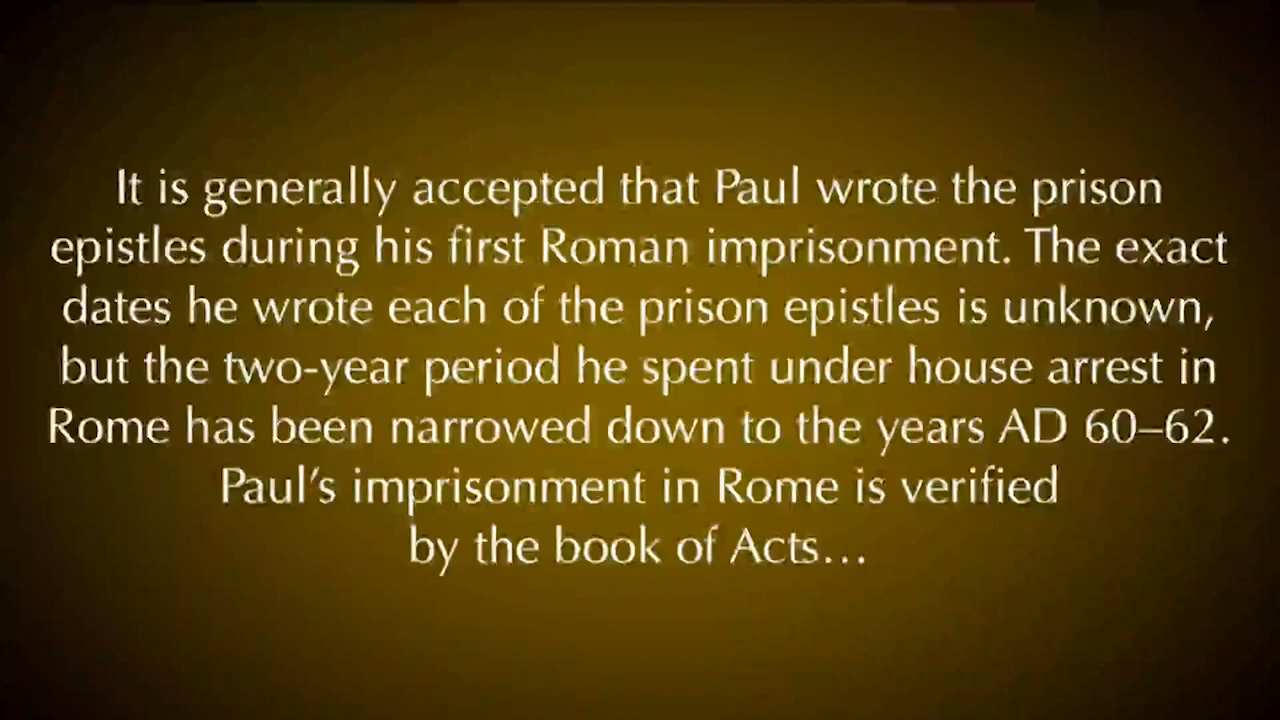 It is generally accepted that Paul wrote the prison
epistles during his first Roman imprisonment. The exact
dates he wrote each of the prison epistles is unknown,
but the two-year period he spent under house arrest in
Rome has been narrowed down to the years AD 60–62.
Paul’s imprisonment in Rome is verified
by the book of Acts…